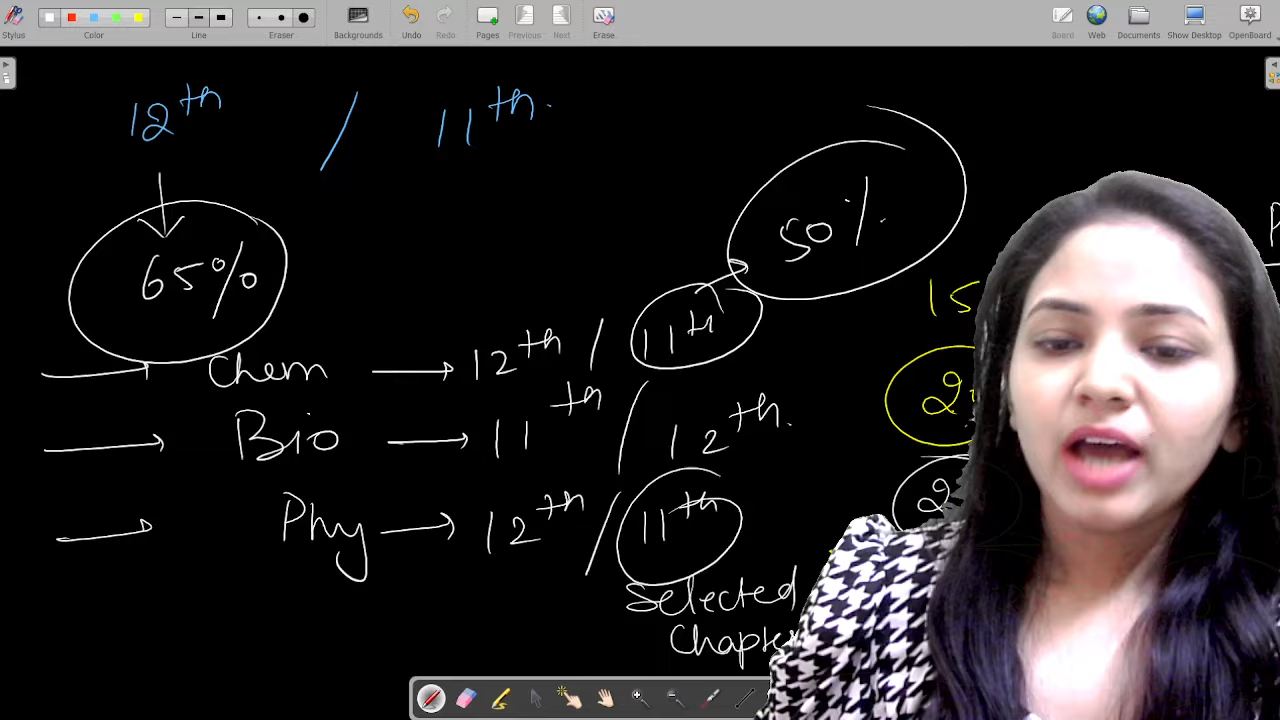 Stylus
Color
Line
Eraser
Backgrounds
Undo
Redo
Pages
Previous
Next
Erase
Board
Web
Documents
Show Desktop
OpenBoard
12th / 11th.
65%
50%
15
Chem → 12th / 11th
Bio → 11th / 12th.
Phy → 12th / 11th
Selected